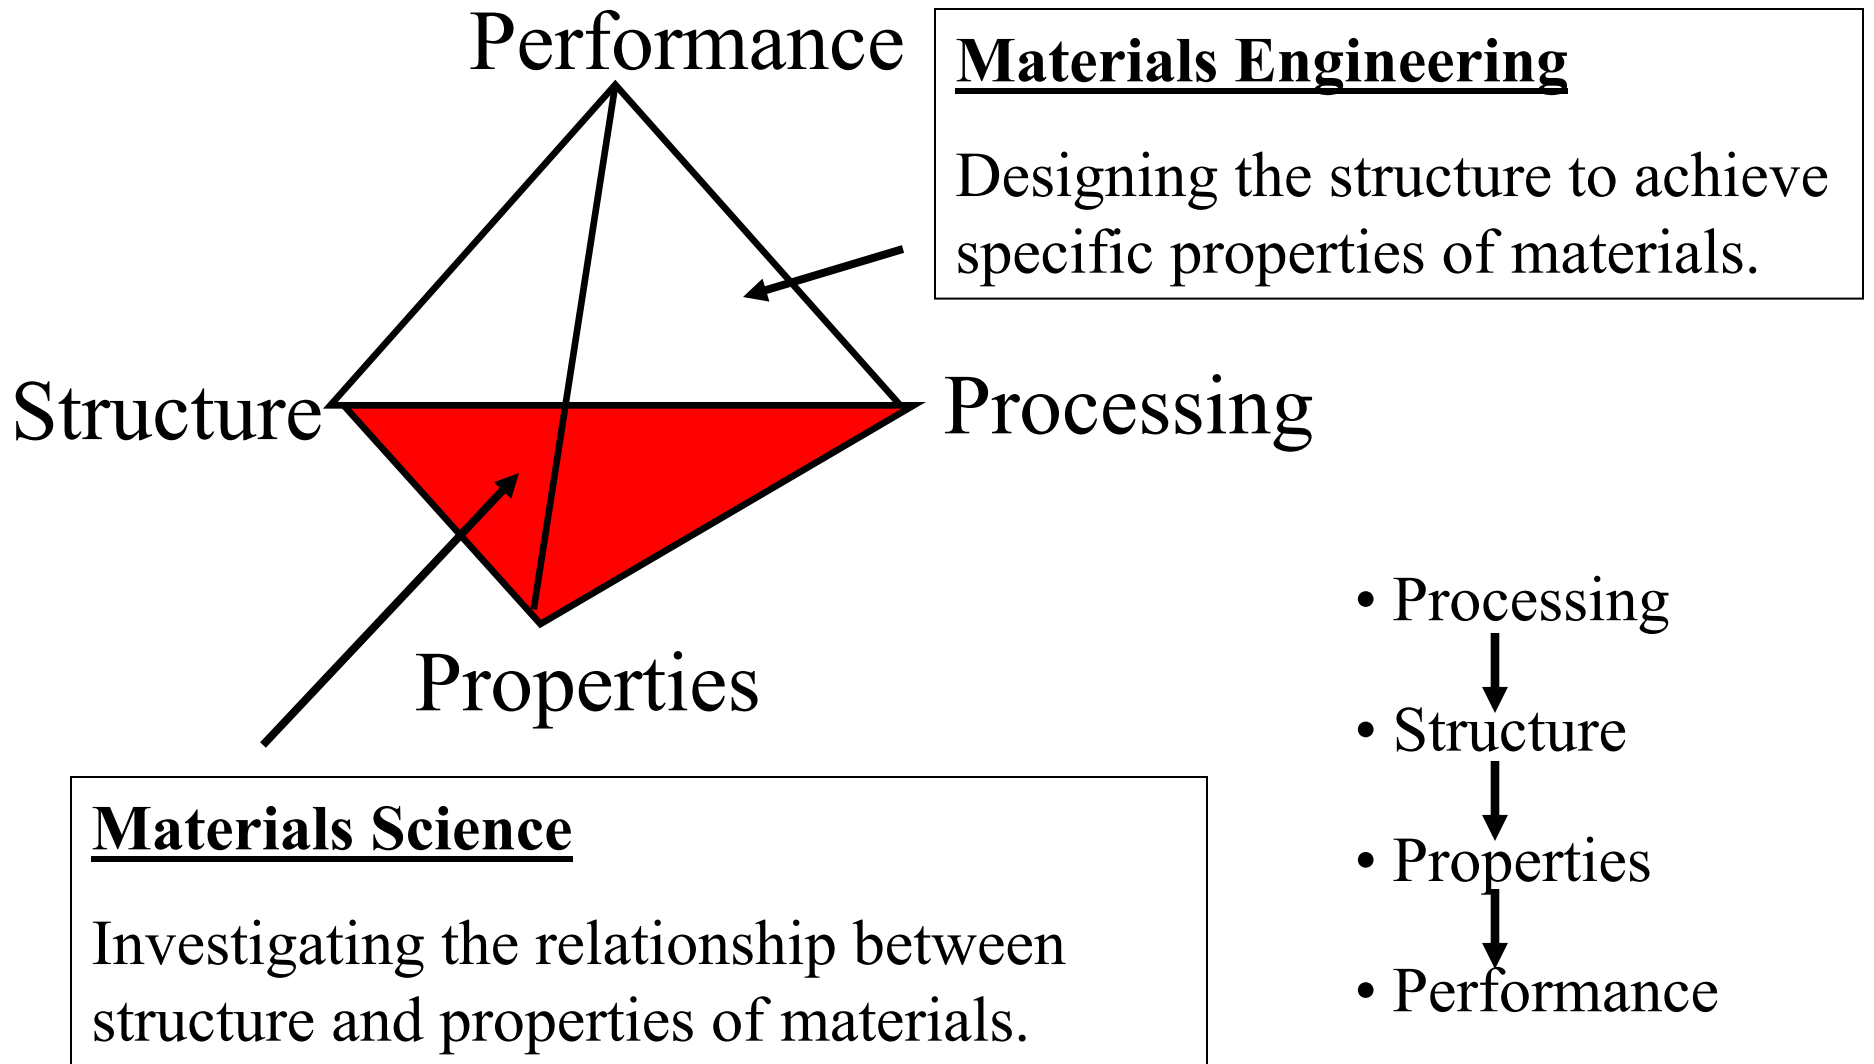 Performance
Materials Engineering
Designing the structure to achieve
specific properties of materials.
Structure
Processing
Properties
Materials Science
Investigating the relationship between
structure and properties of materials.
• Processing
• Structure
• Properties
• Performance